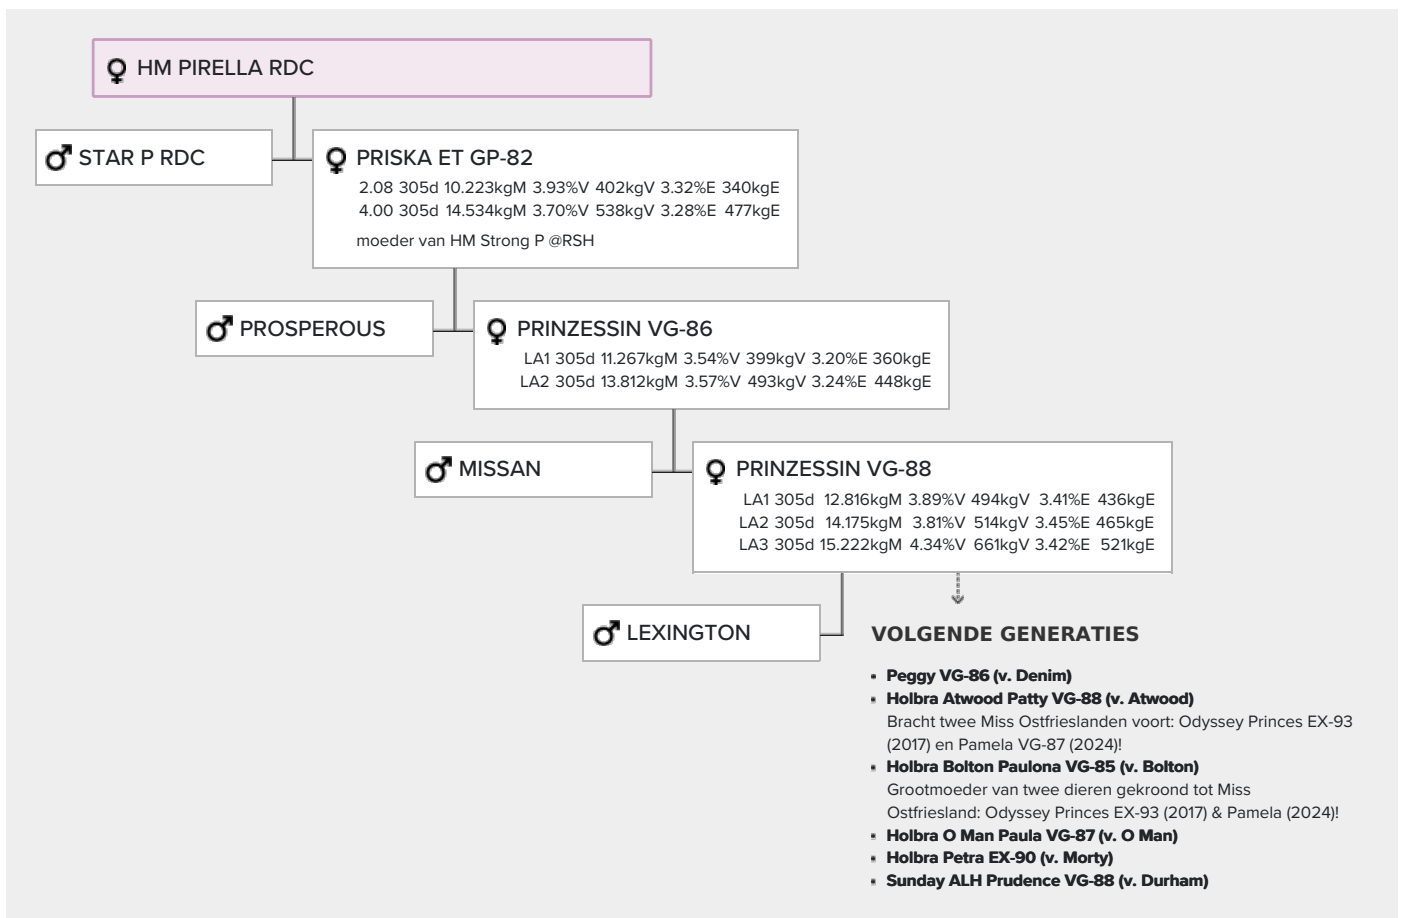 HM PIRELLA RDC
STAR P RDC
PRISKA ET GP-82
2.08 305d 10.223kgM 3.93%V 402kgV 3.32%E 340kgE
4.00 305d 14.534kgM 3.70%V 538kgV 3.28%E 477kgE
moeder van HM Strong P @RSH
PROSPEROUS
PRINZESSIN VG-86
LA1 305d 11.267kgM 3.54%V 399kgV 3.20%E 360kgE
LA2 305d 13.812kgM 3.57%V 493kgV 3.24%E 448kgE
MISSAN
PRINZESSIN VG-88
LA1 305d 12.816kgM 3.89%V 494kgV 3.41%E 436kgE
LA2 305d 14.175kgM 3.81%V 514kgV 3.45%E 465kgE
LA3 305d 15.222kgM 4.34%V 661kgV 3.42%E 521kgE
LEXINGTON
VOLGENDE GENERATIES
Peggy VG-86 (v. Denim)
Holbra Atwood Patty VG-88 (v. Atwood)
Bracht twee Miss Ostfrieslanden voort: Odyssey Princes EX-93
(2017) en Pamela VG-87 (2024)!
Holbra Bolton Paulona VG-85 (v. Bolton)
Grootmoeder van twee dieren gekroond tot Miss
Ostfriesland: Odyssey Princes EX-93 (2017) & Pamela (2024)!
Holbra O Man Paula VG-87 (v. O Man)
Holbra Petra EX-90 (v. Morty)
Sunday ALH Prudence VG-88 (v. Durham)